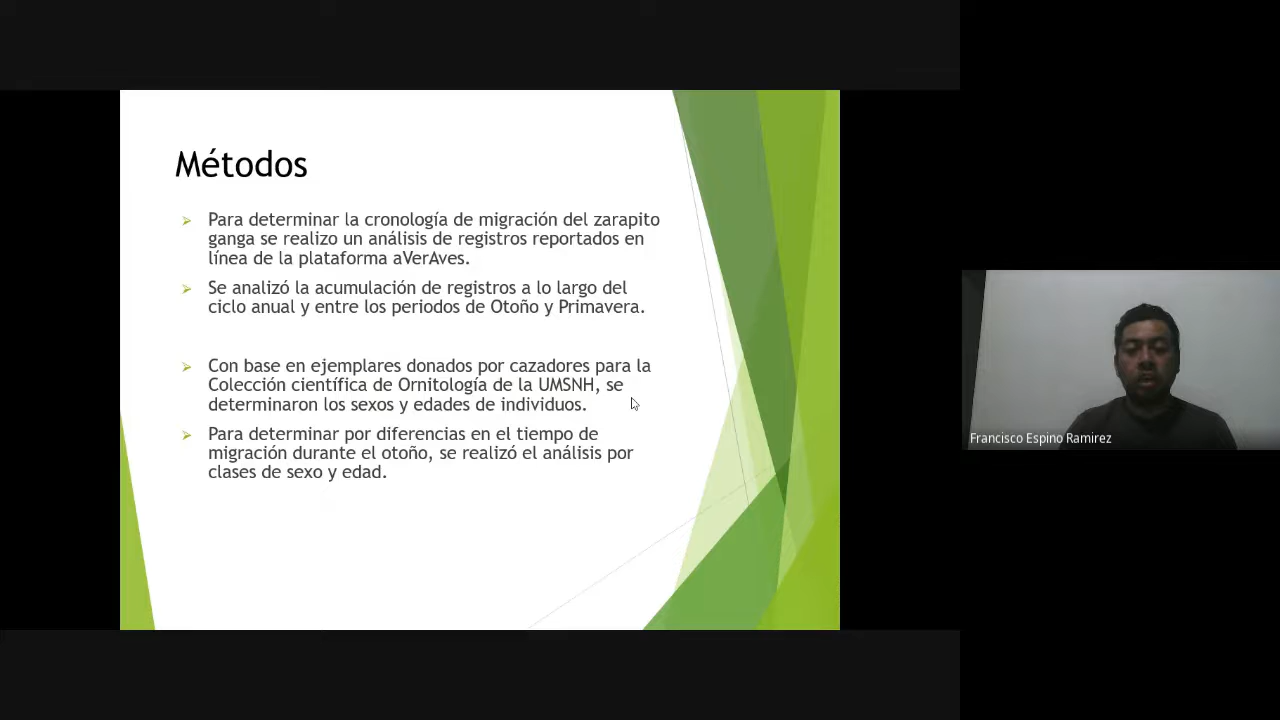 Métodos
Para determinar la cronología de migración del zarapito
ganga se realizo un análisis de registros reportados en
línea de la plataforma aVerAves.
Se analizó la acumulación de registros a lo largo del
ciclo anual y entre los periodos de Otoño y Primavera.
Con base en ejemplares donados por cazadores para la
Colección científica de Ornitología de la UMSNH, se
determinaron los sexos y edades de individuos.
Para determinar por diferencias en el tiempo de
migración durante el otoño, se realizó el análisis por
clases de sexo y edad.
Francisco Espino Ramirez